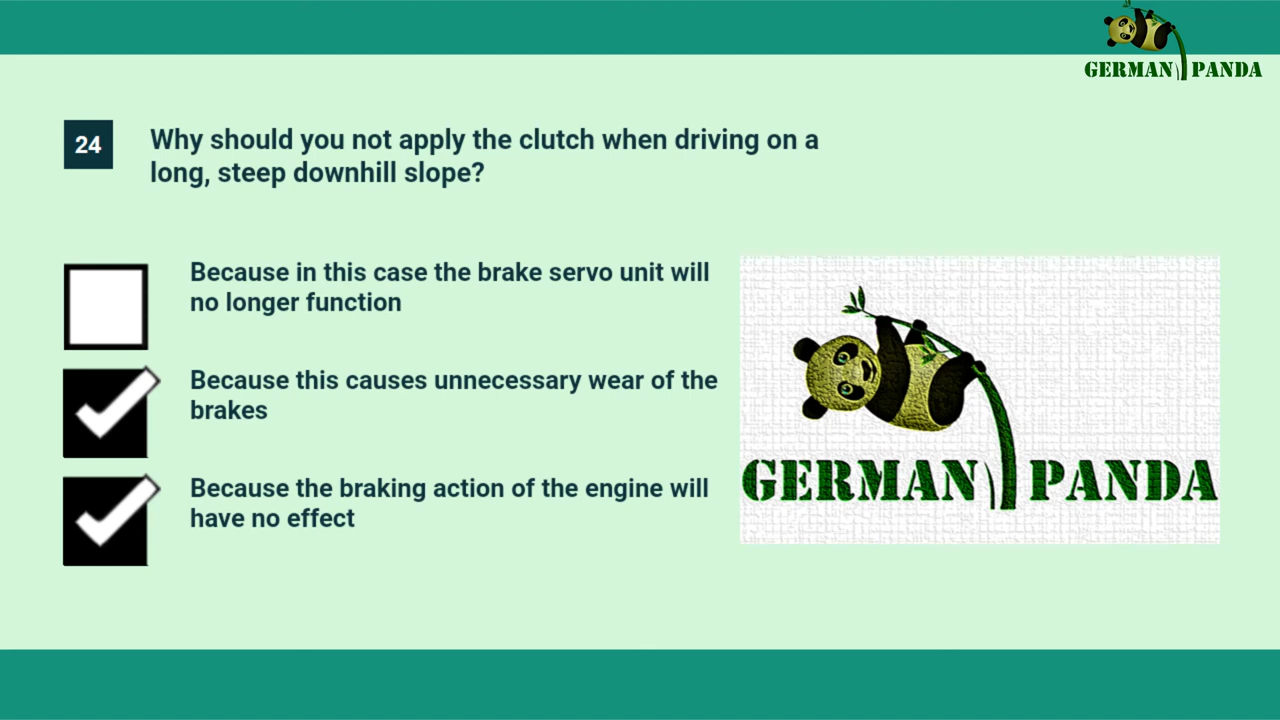 GERMAN PANDA
24
Why should you not apply the clutch when driving on a
long, steep downhill slope?
Because in this case the brake servo unit will
no longer function
Because this causes unnecessary wear of the
brakes
Because the braking action of the engine will
have no effect
GERMAN PANDA